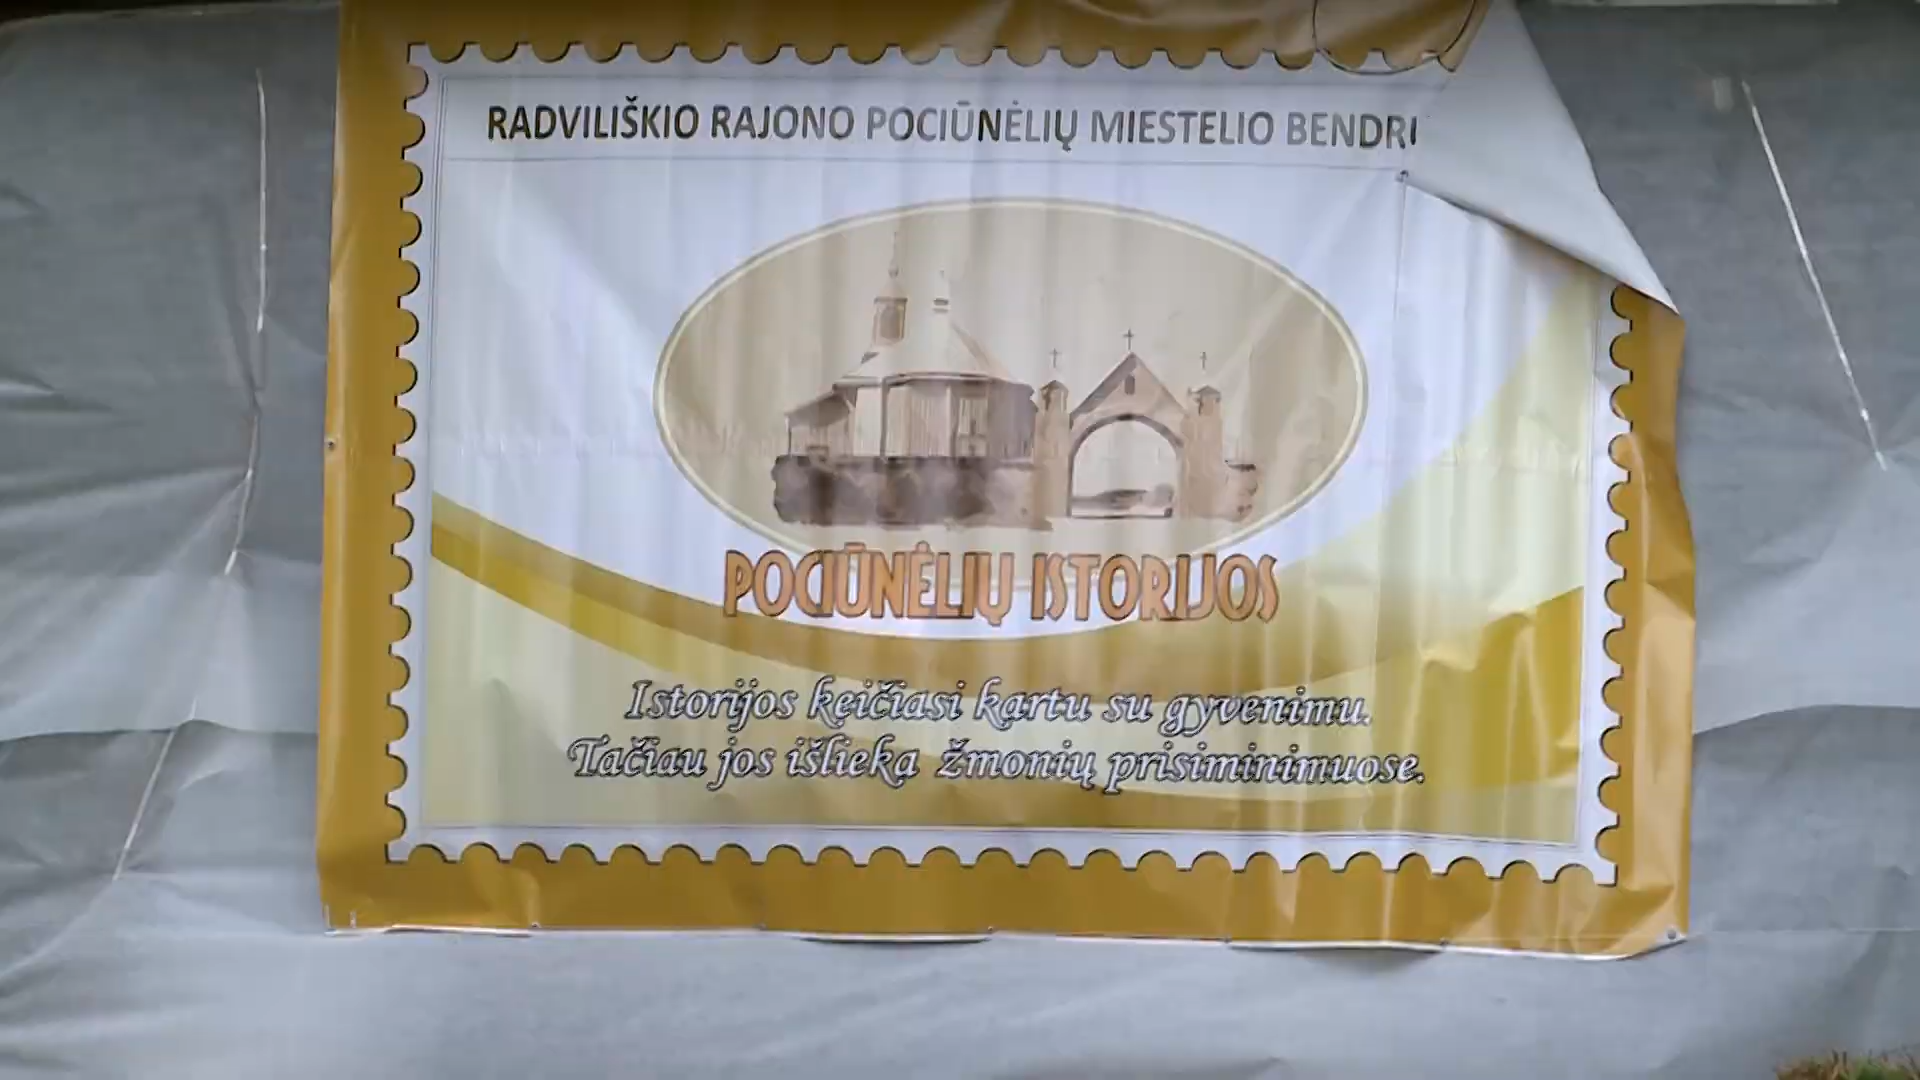 RADVILIŠKIO RAJONO POCIŪNĖLIŲ MIESTELIO BENDRI
POCIŪNĖLIŲ ISTORIJOS
Istorijos keičiasi kartu su gyvenimu.
Tačiau jos išlieka žmonių prisiminimuose.